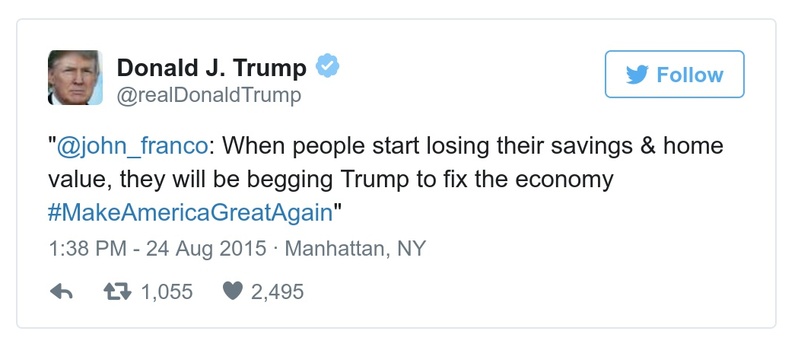 Donald J. Trump
@realDonaldTrump
Follow
"@john_franco: When people start losing their savings & home
value, they will be begging Trump to fix the economy
#MakeAmericaGreatAgain"
1:38 PM - 24 Aug 2015 · Manhattan, NY
1,055 2,495